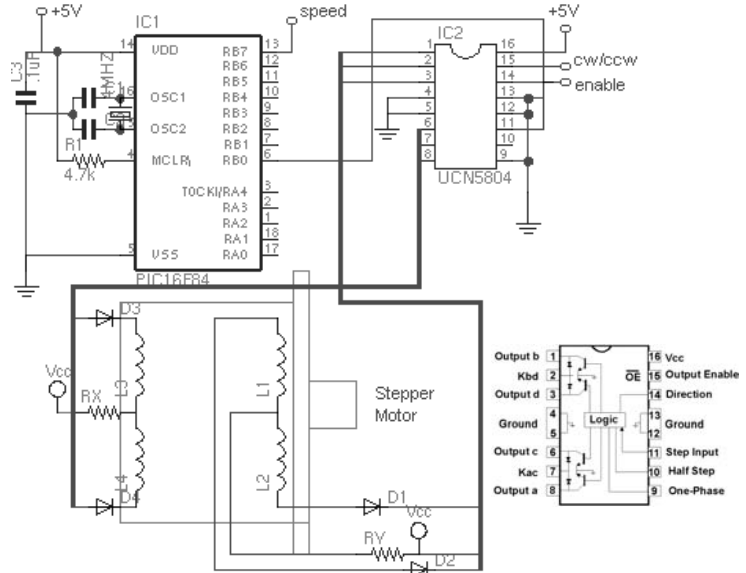 +5V
IC1
speed
IC2
+5V
C3
.1uF
4MHZ
14
VDD
RB7
13
RB6
12
RB5
11
16
OSC1
RB4
10
RB3
9
OSC2
RB2
8
RB1
7
R1
4.7k
4
MCLR\
RB0
6
TOCKI/RA4
3
RA3
2
RA2
1
RA1
18
5
VSS
RA0
17
PIC16F84
1
16
2
15
cw/ccw
3
14
enable
4
13
5
12
6
11
7
10
8
9
UCN5804
D3
L3
L1
Vcc
RX
Stepper
Motor
L4
L2
D4
D1
Vcc
RV
D2
Output b 1
16 Vcc
Kbd 2
OE
15 Output Enable
Output d 3
14 Direction
4
13
Ground
Logic
Ground
5
12
Output c 6
11 Step Input
Kac 7
10 Half Step
Output a 8
9 One-Phase